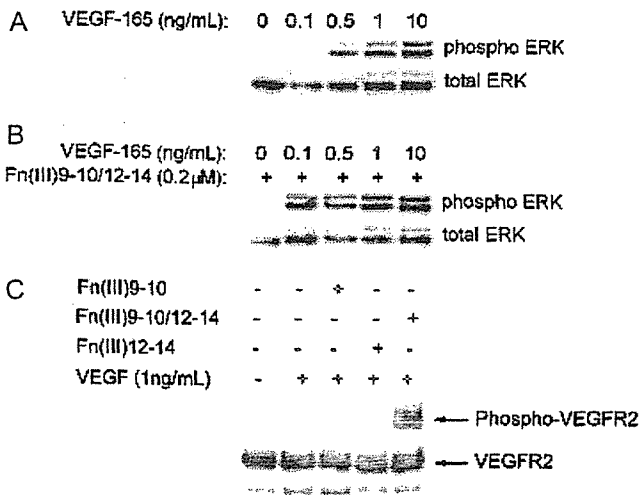 A
VEGF-165 (ng/mL): 0 0.1 0.5 1 10
phospho ERK
total ERK
B
VEGF-165 (ng/mL): 0 0.1 0.5 1 10
Fn(III)9-10/12-14 (0.2µM): + + + + +
phospho ERK
total ERK
C
Fn(III)9-10 - - + - -
Fn(III)9-10/12-14 - - - - +
Fn(III)12-14 - - - + -
VEGF (1ng/mL) - + + + +
Phospho-VEGFR2
VEGFR2